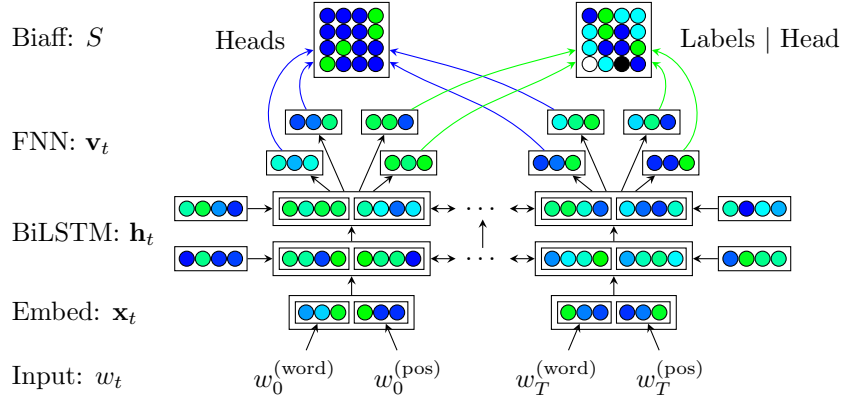 Biaff: S
Heads
Labels | Head
FNN: 𝐯_t
BiLSTM: 𝐡_t
· · ·
· · ·
Embed: 𝐱_t
Input: w_t
w_0^(word) w_0^(pos) w_T^(word) w_T^(pos)